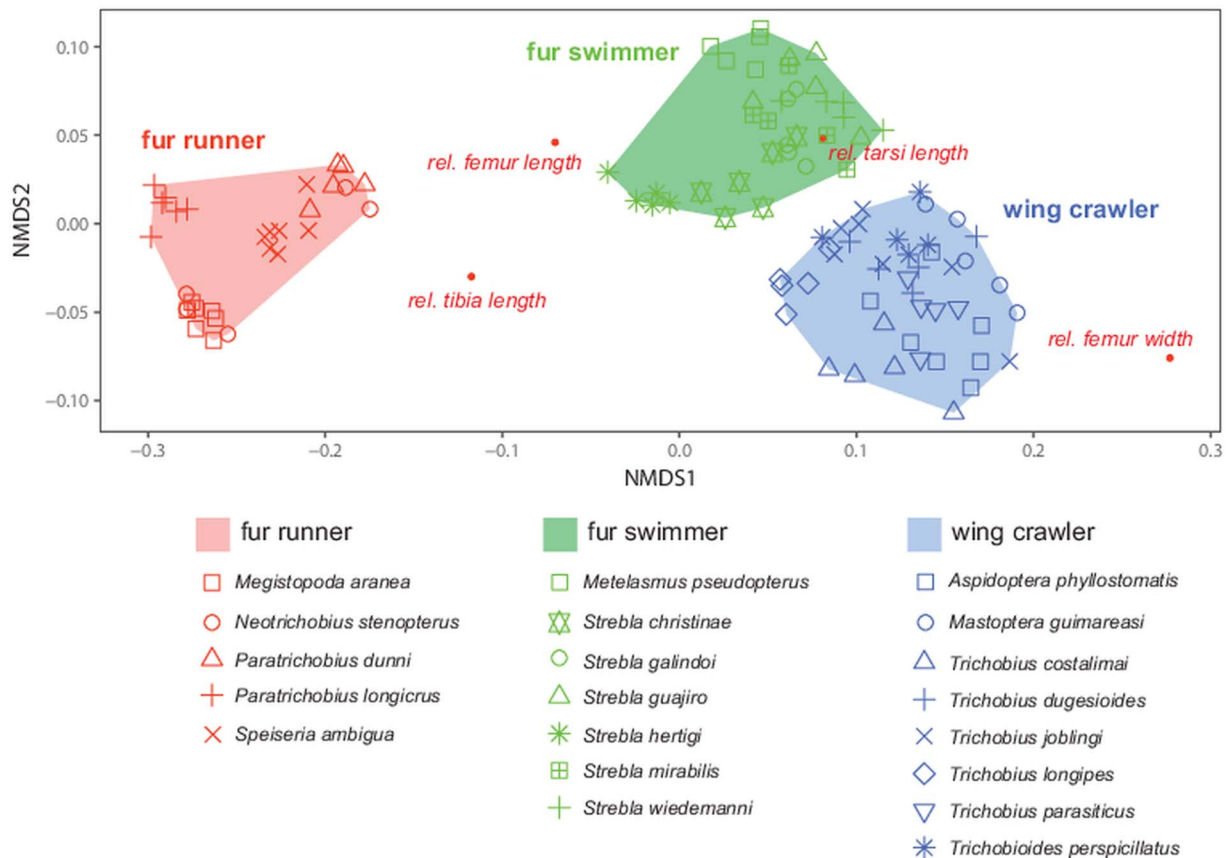 0.10
0.05
0.00
−0.05
−0.10
NMDS2
fur runner
fur swimmer
wing crawler
rel. femur length
rel. tarsi length
rel. tibia length
rel. femur width
−0.3 −0.2 −0.1 0.0 0.1 0.2 0.3
NMDS1
fur runner
Megistopoda aranea
Neotrichobius stenopterus
Paratrichobius dunni
Paratrichobius longicrus
Speiseria ambigua
fur swimmer
Metelasmus pseudopterus
Strebla christinae
Strebla galindoi
Strebla guajiro
Strebla hertigi
Strebla mirabilis
Strebla wiedemanni
wing crawler
Aspidoptera phyllostomatis
Mastoptera guimareasi
Trichobius costalimai
Trichobius dugesioides
Trichobius joblingi
Trichobius longipes
Trichobius parasiticus
Trichobioides perspicillatus